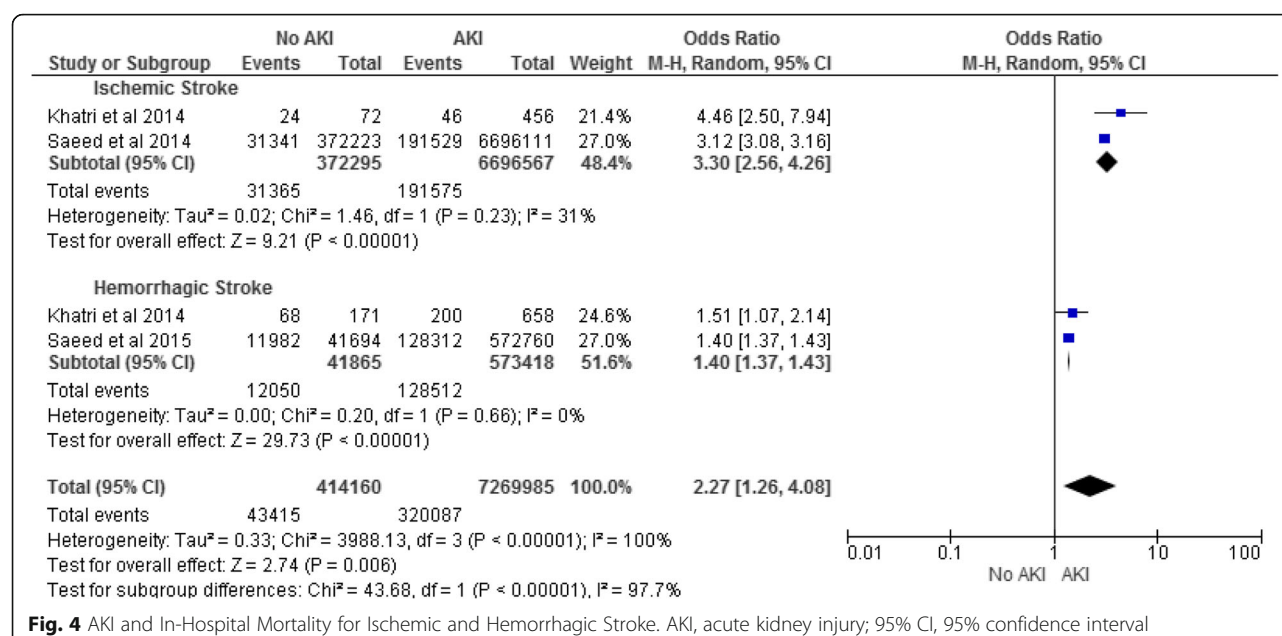 No AKI AKI Odds Ratio Odds Ratio
Study or Subgroup Events Total Events Total Weight M-H, Random, 95% CI M-H, Random, 95% CI
Ischemic Stroke
Khatri et al 2014 24 72 46 456 21.4% 4.46 [2.50, 7.94]
Saeed et al 2014 31341 372223 191529 6696111 27.0% 3.12 [3.08, 3.16]
Subtotal (95% CI) 372295 6696567 48.4% 3.30 [2.56, 4.26]
Total events 31365 191575
Heterogeneity: Tau² = 0.02; Chi² = 1.46, df = 1 (P = 0.23); I² = 31%
Test for overall effect: Z = 9.21 (P < 0.00001)
Hemorrhagic Stroke
Khatri et al 2014 68 171 200 658 24.6% 1.51 [1.07, 2.14]
Saeed et al 2015 11982 41694 128312 572760 27.0% 1.40 [1.37, 1.43]
Subtotal (95% CI) 41865 573418 51.6% 1.40 [1.37, 1.43]
Total events 12050 128512
Heterogeneity: Tau² = 0.00; Chi² = 0.20, df = 1 (P = 0.66); I² = 0%
Test for overall effect: Z = 29.73 (P < 0.00001)
Total (95% CI) 414160 7269985 100.0% 2.27 [1.26, 4.08]
Total events 43415 320087
Heterogeneity: Tau² = 0.33; Chi² = 3988.13, df = 3 (P < 0.00001); I² = 100%
Test for overall effect: Z = 2.74 (P = 0.006)
Test for subgroup differences: Chi² = 43.68, df = 1 (P < 0.00001), I² = 97.7%
0.01 0.1 1 10 100
No AKI AKI
Fig. 4 AKI and In-Hospital Mortality for Ischemic and Hemorrhagic Stroke. AKI, acute kidney injury; 95% CI, 95% confidence interval